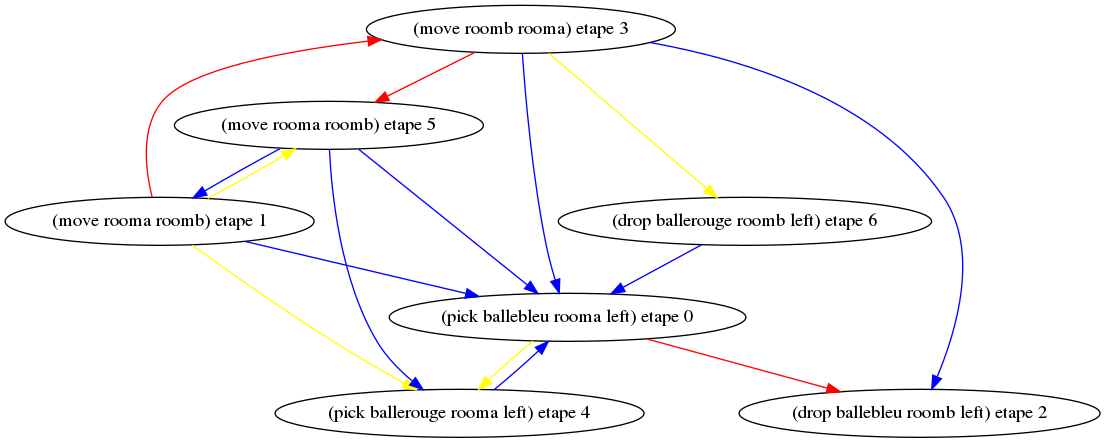 (move roomb rooma) etape 3
(move rooma roomb) etape 5
(move rooma roomb) etape 1
(drop ballerouge roomb left) etape 6
(pick ballebleu rooma left) etape 0
(pick ballerouge rooma left) etape 4
(drop ballebleu roomb left) etape 2